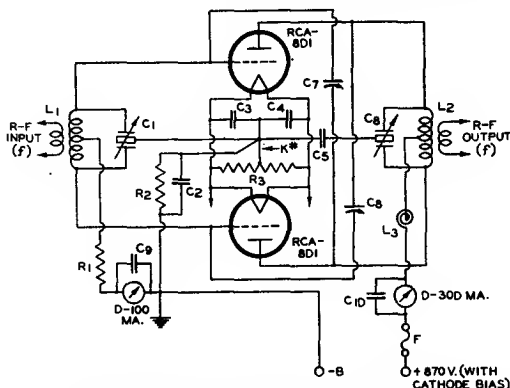 RCA-
8D1
L1
R-F
INPUT
(f)
C1
C3
C4
C7
C5
C8
L2
R-F
OUTPUT
(f)
K*
R3
R2
C2
C8
RCA-
8D1
L3
R1
C9
D-100
MA.
C1D
D-30D
MA.
F
-B
+870 V. (WITH
CATHODE BIAS)